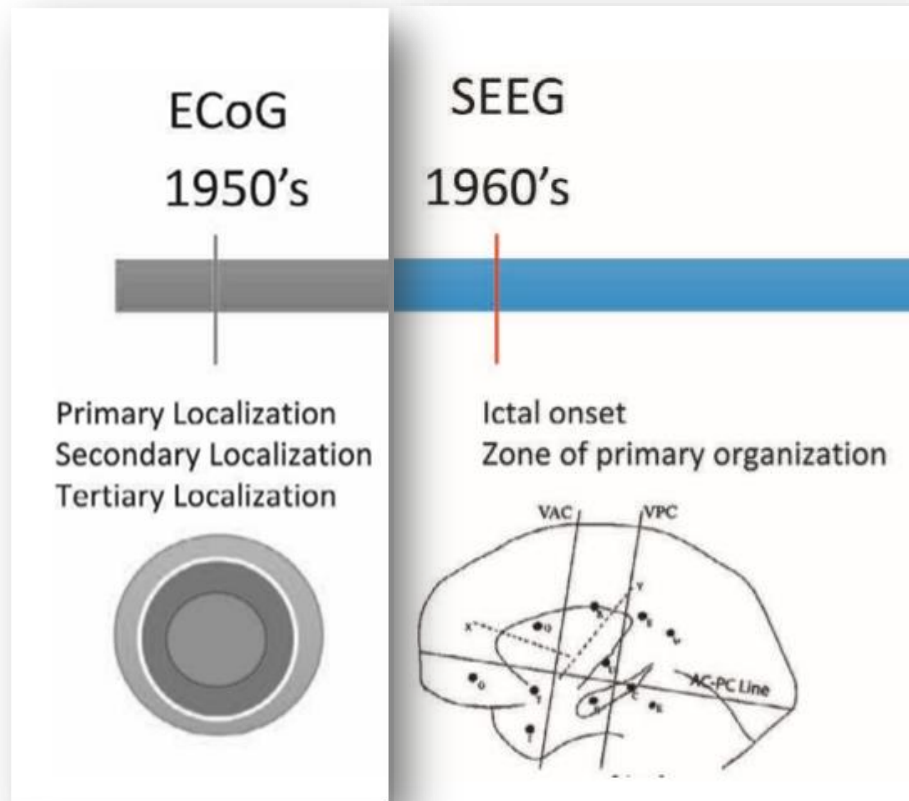 ECoG
1950's
Primary Localization
Secondary Localization
Tertiary Localization
SEEG
1960's
Ictal onset
Zone of primary organization
VAC VPC
Y
X
O
O
T
T
C
AC-PC Line